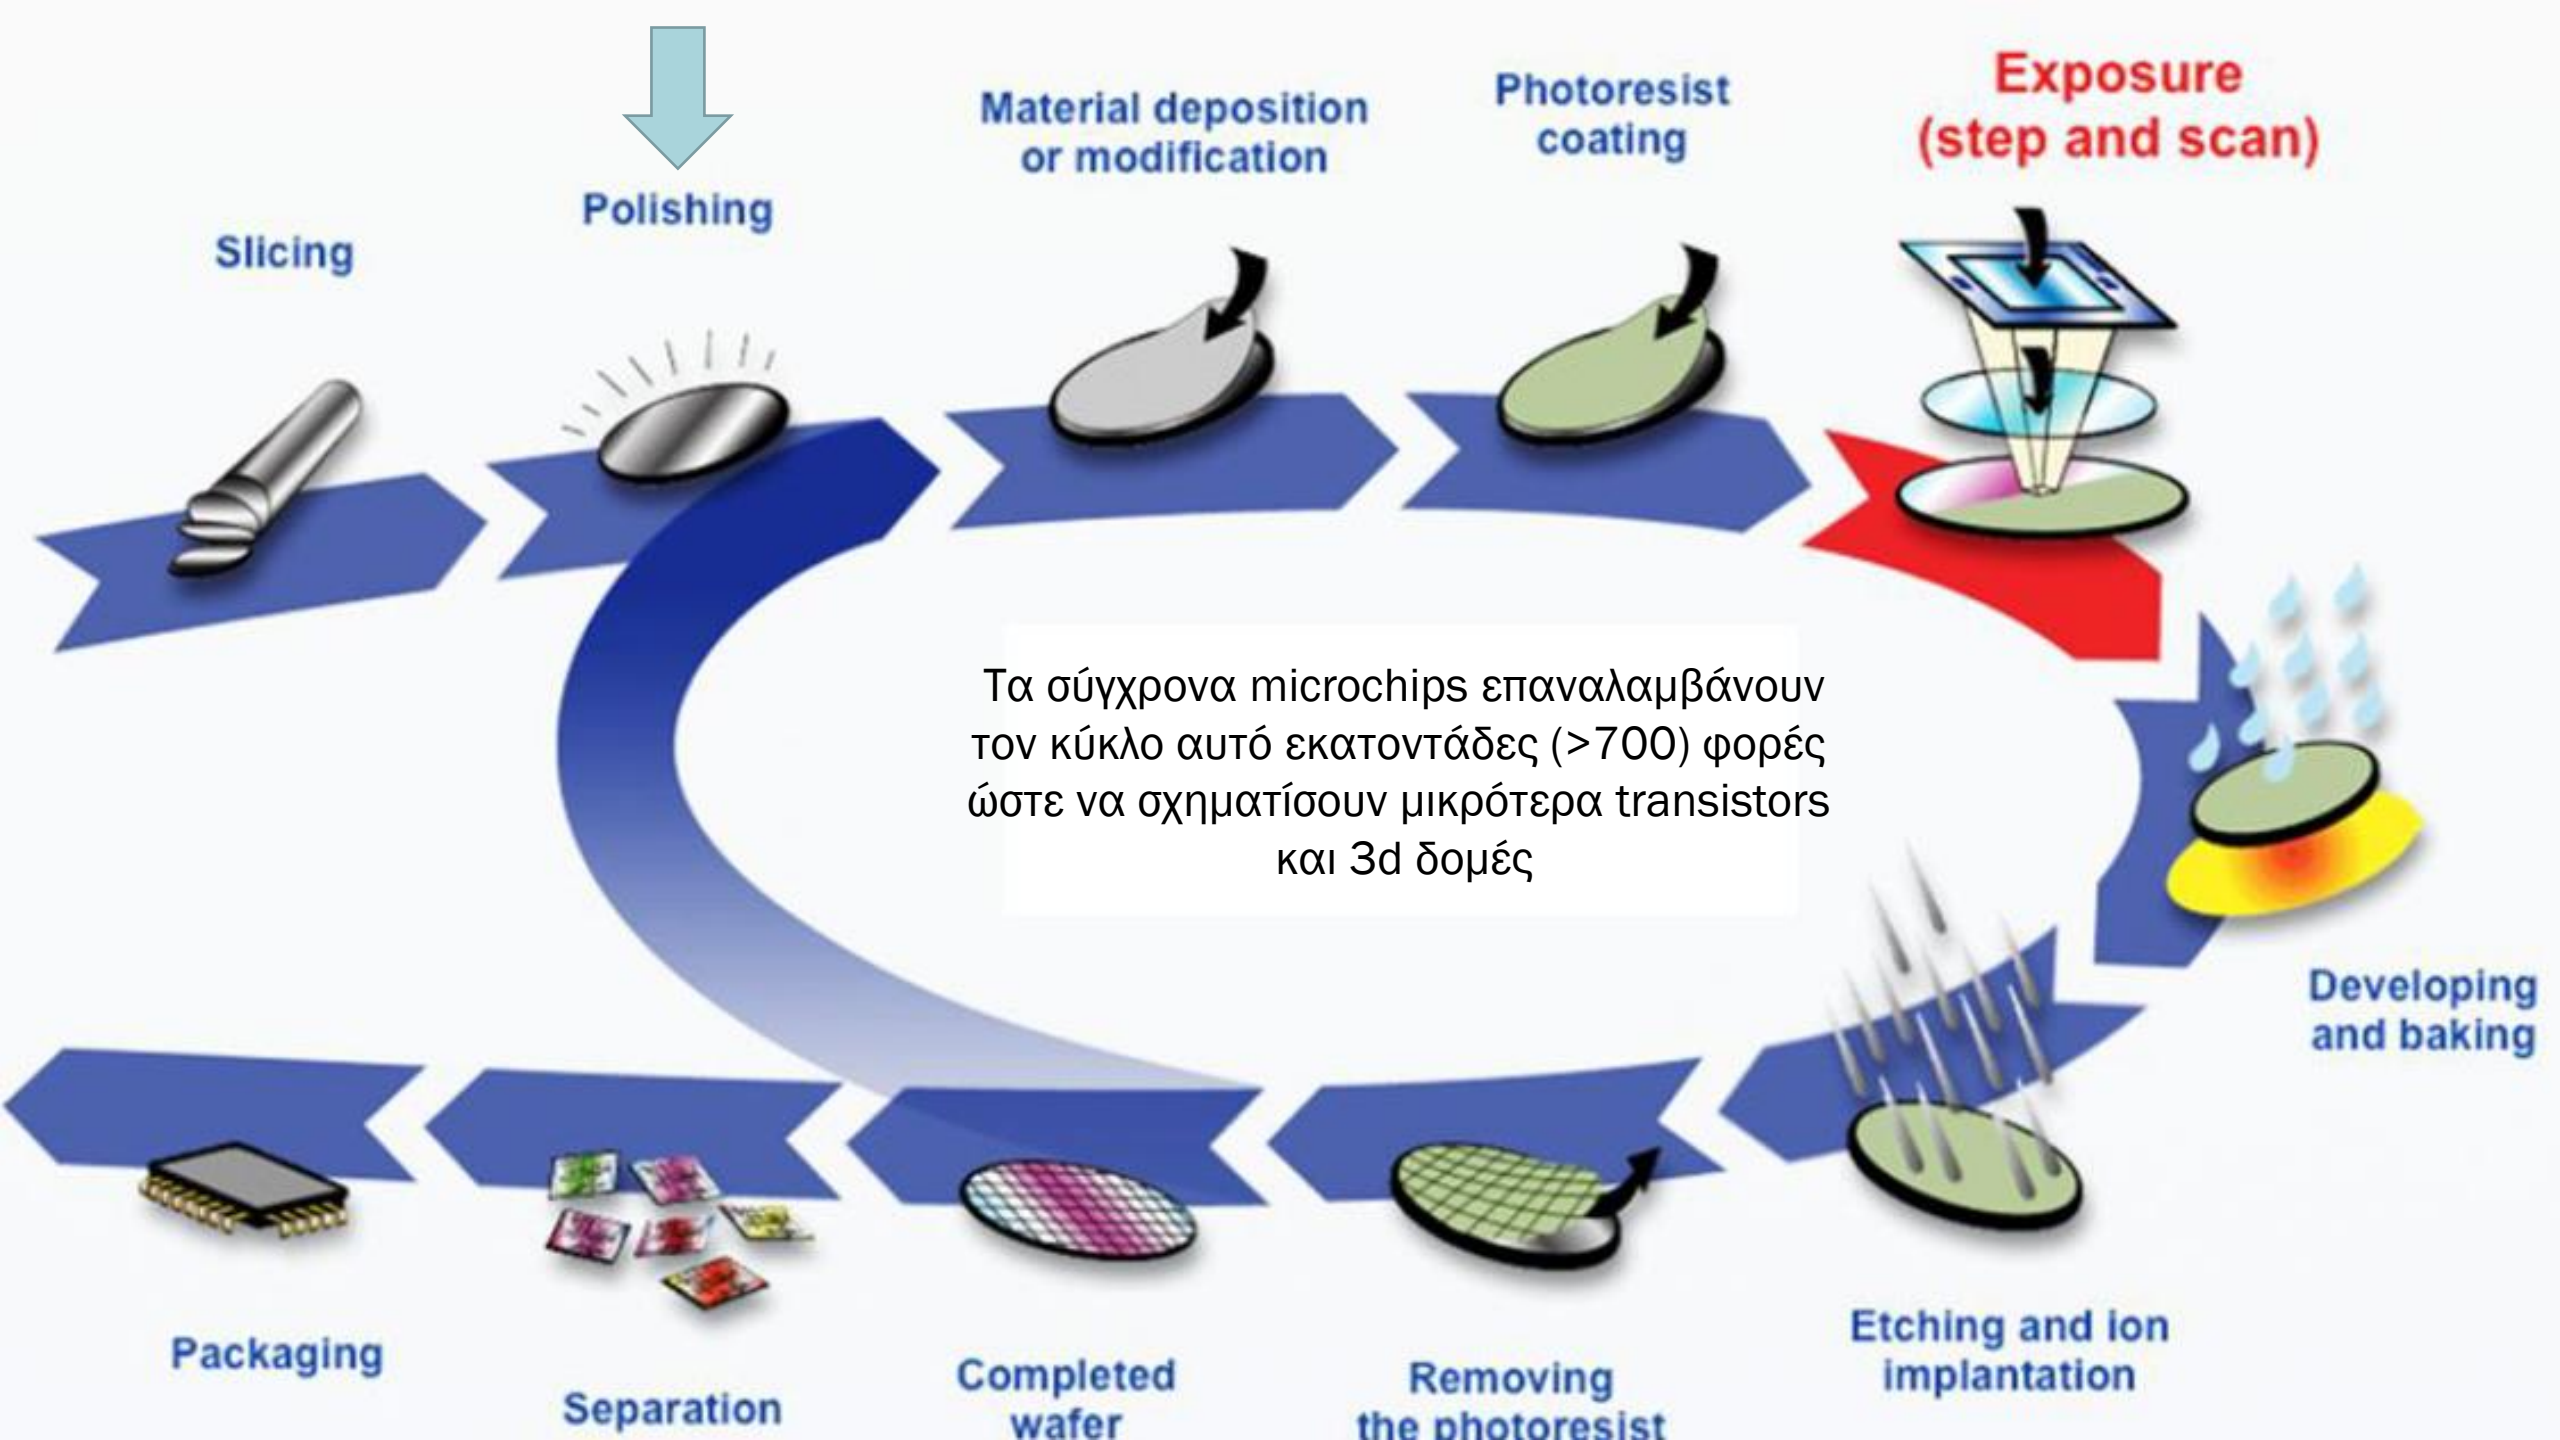 Slicing
Polishing
Material deposition
or modification
Photoresist
coating
Exposure
(step and scan)
Τα σύγχρονα microchips επαναλαμβάνουν
τον κύκλο αυτό εκατοντάδες (>700) φορές
ώστε να σχηματίσουν μικρότερα transistors
και 3d δομές
Developing
and baking
Etching and ion
implantation
Removing
the photoresist
Completed
wafer
Separation
Packaging